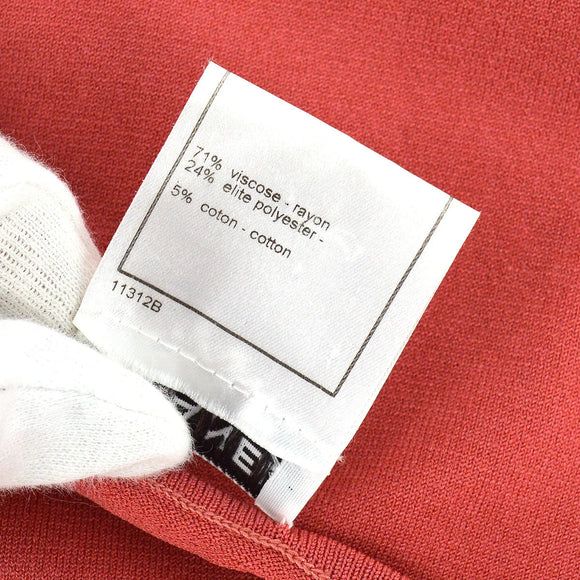 71% viscose - rayon
24% elite polyester -
5% coton - cotton
11312B